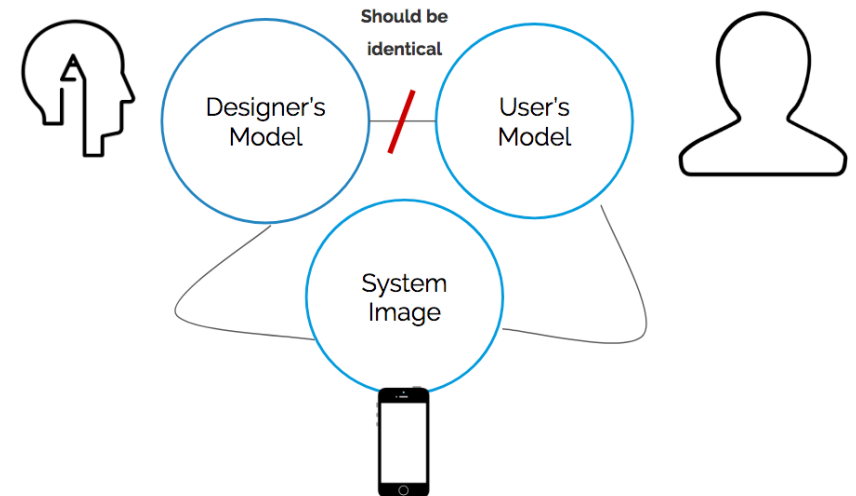 Should be
identical
Designer's
Model
User's
Model
System
Image